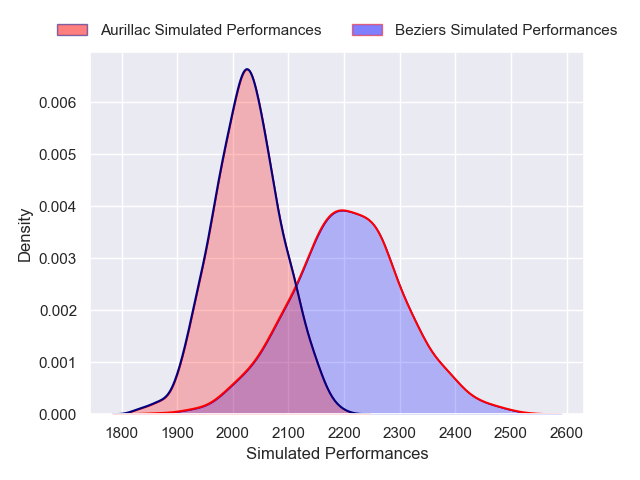 Aurillac Simulated Performances Beziers Simulated Performances
0.006
0.005
0.004
0.003
0.002
0.001
0.000
Density
1800 1900 2000 2100 2200 2300 2400 2500 2600
Simulated Performances